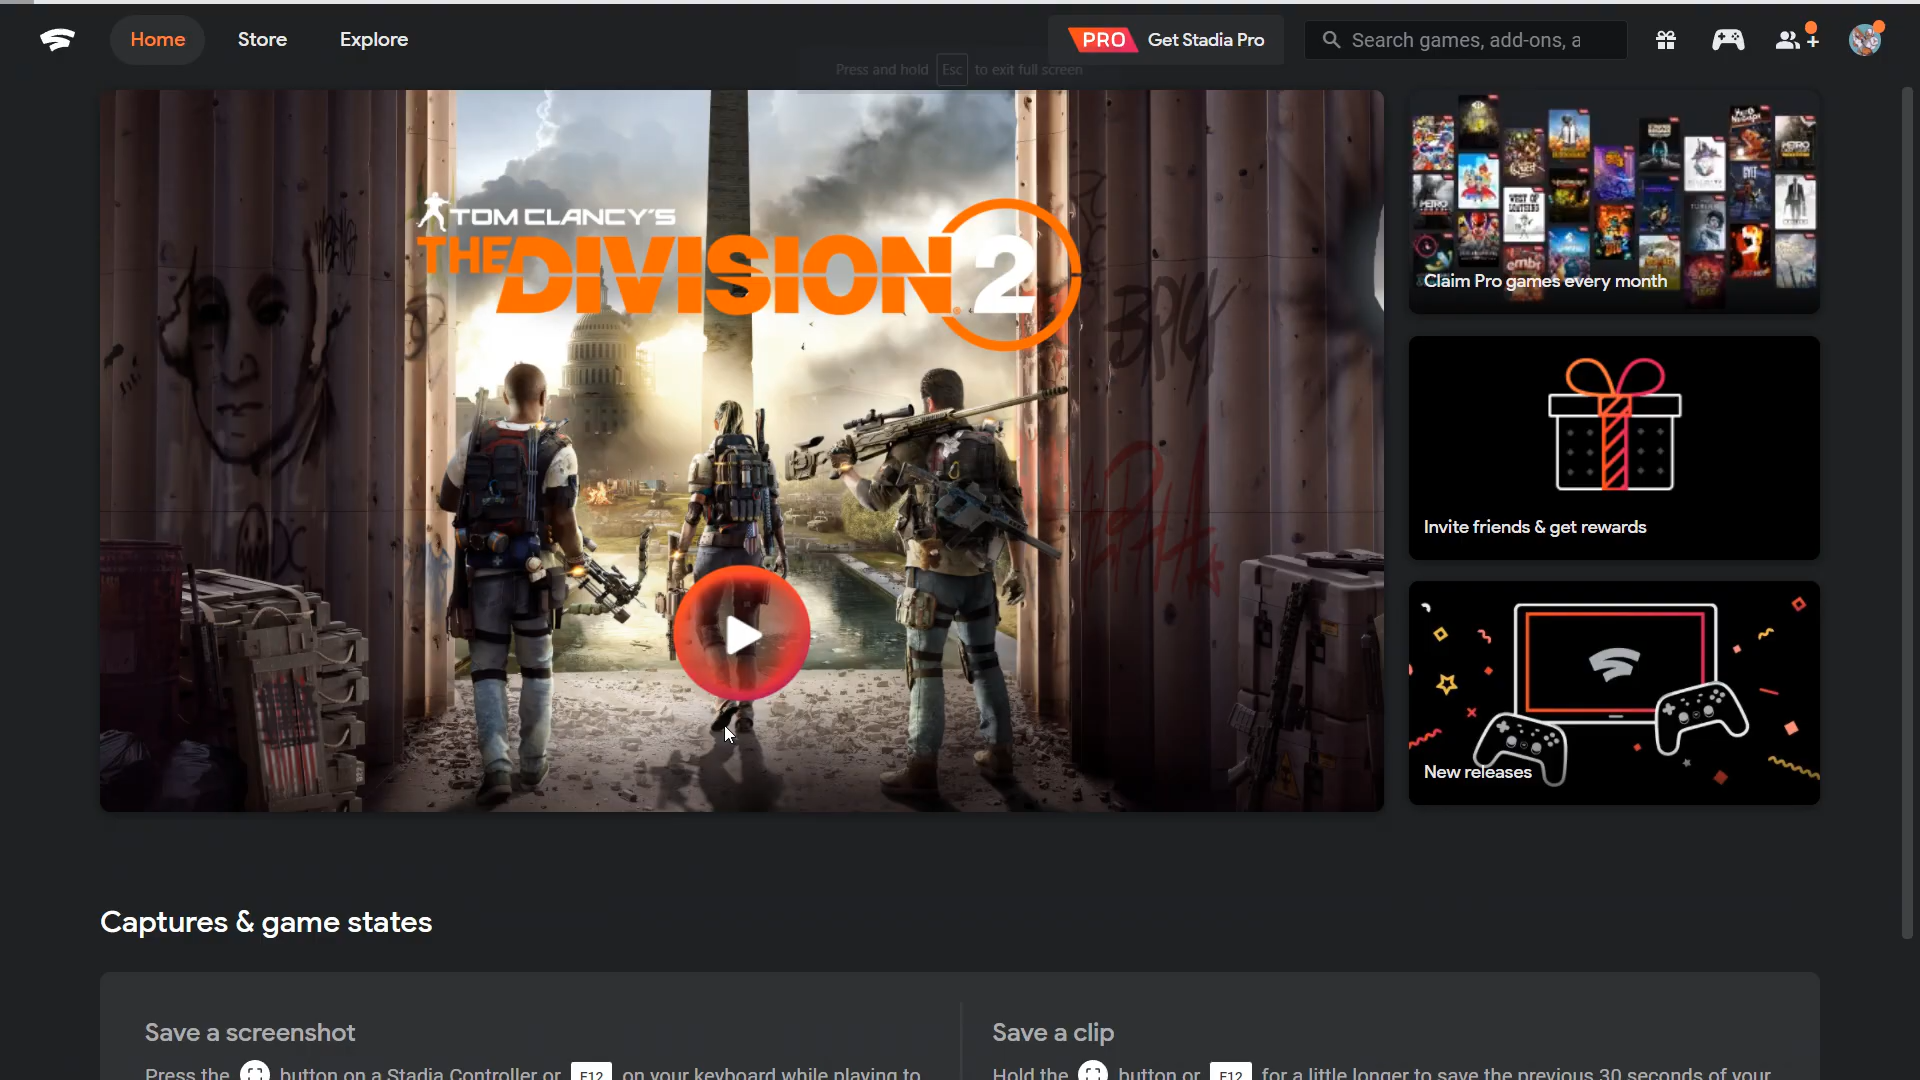 Home
Store
Explore
PRO Get Stadia Pro
Search games, add-ons, a
Press and hold Esc to exit full screen
TOM CLANCY'S
THE DIVISION 2
Claim Pro games every month
Invite friends & get rewards
New releases
Captures & game states
Save a screenshot
Press the button on a Stadia Controller or F12 on your keyboard while playing to
Save a clip
Hold the button or F12 for a little longer to save the previous 30 seconds of your